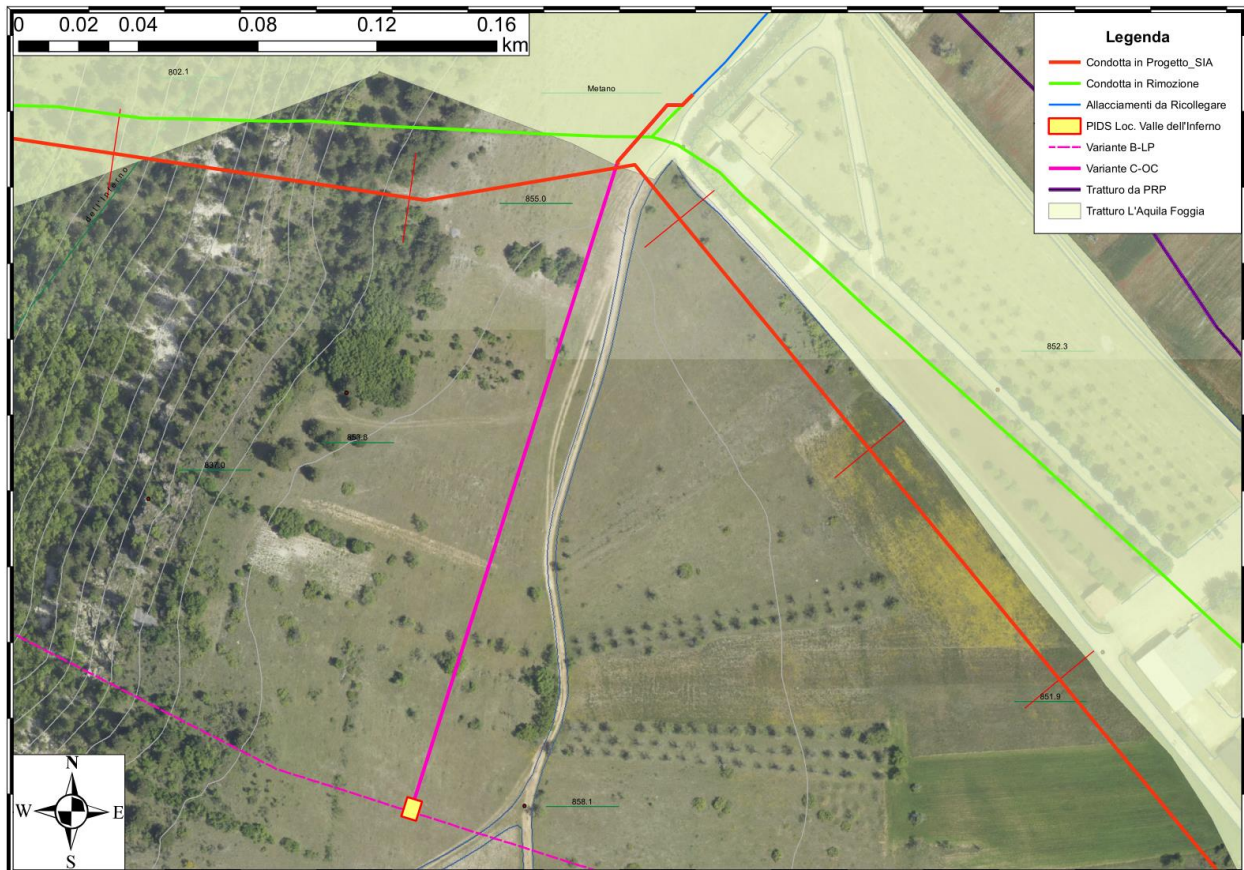 0 0.02 0.04 0.08 0.12 0.16
km
802.1
Metano
Legenda
Condotta in Progetto_SIA
Condotta in Rimozione
Allacciamenti da Ricollegare
PIDS Loc. Valle dell'Inferno
Variante B-LP
Variante C-OC
Tratturo da PRP
Tratturo L'Aquila Foggia
dell'Inferno
855.0
852.3
837.0
851.9
858.1
N
W E
S